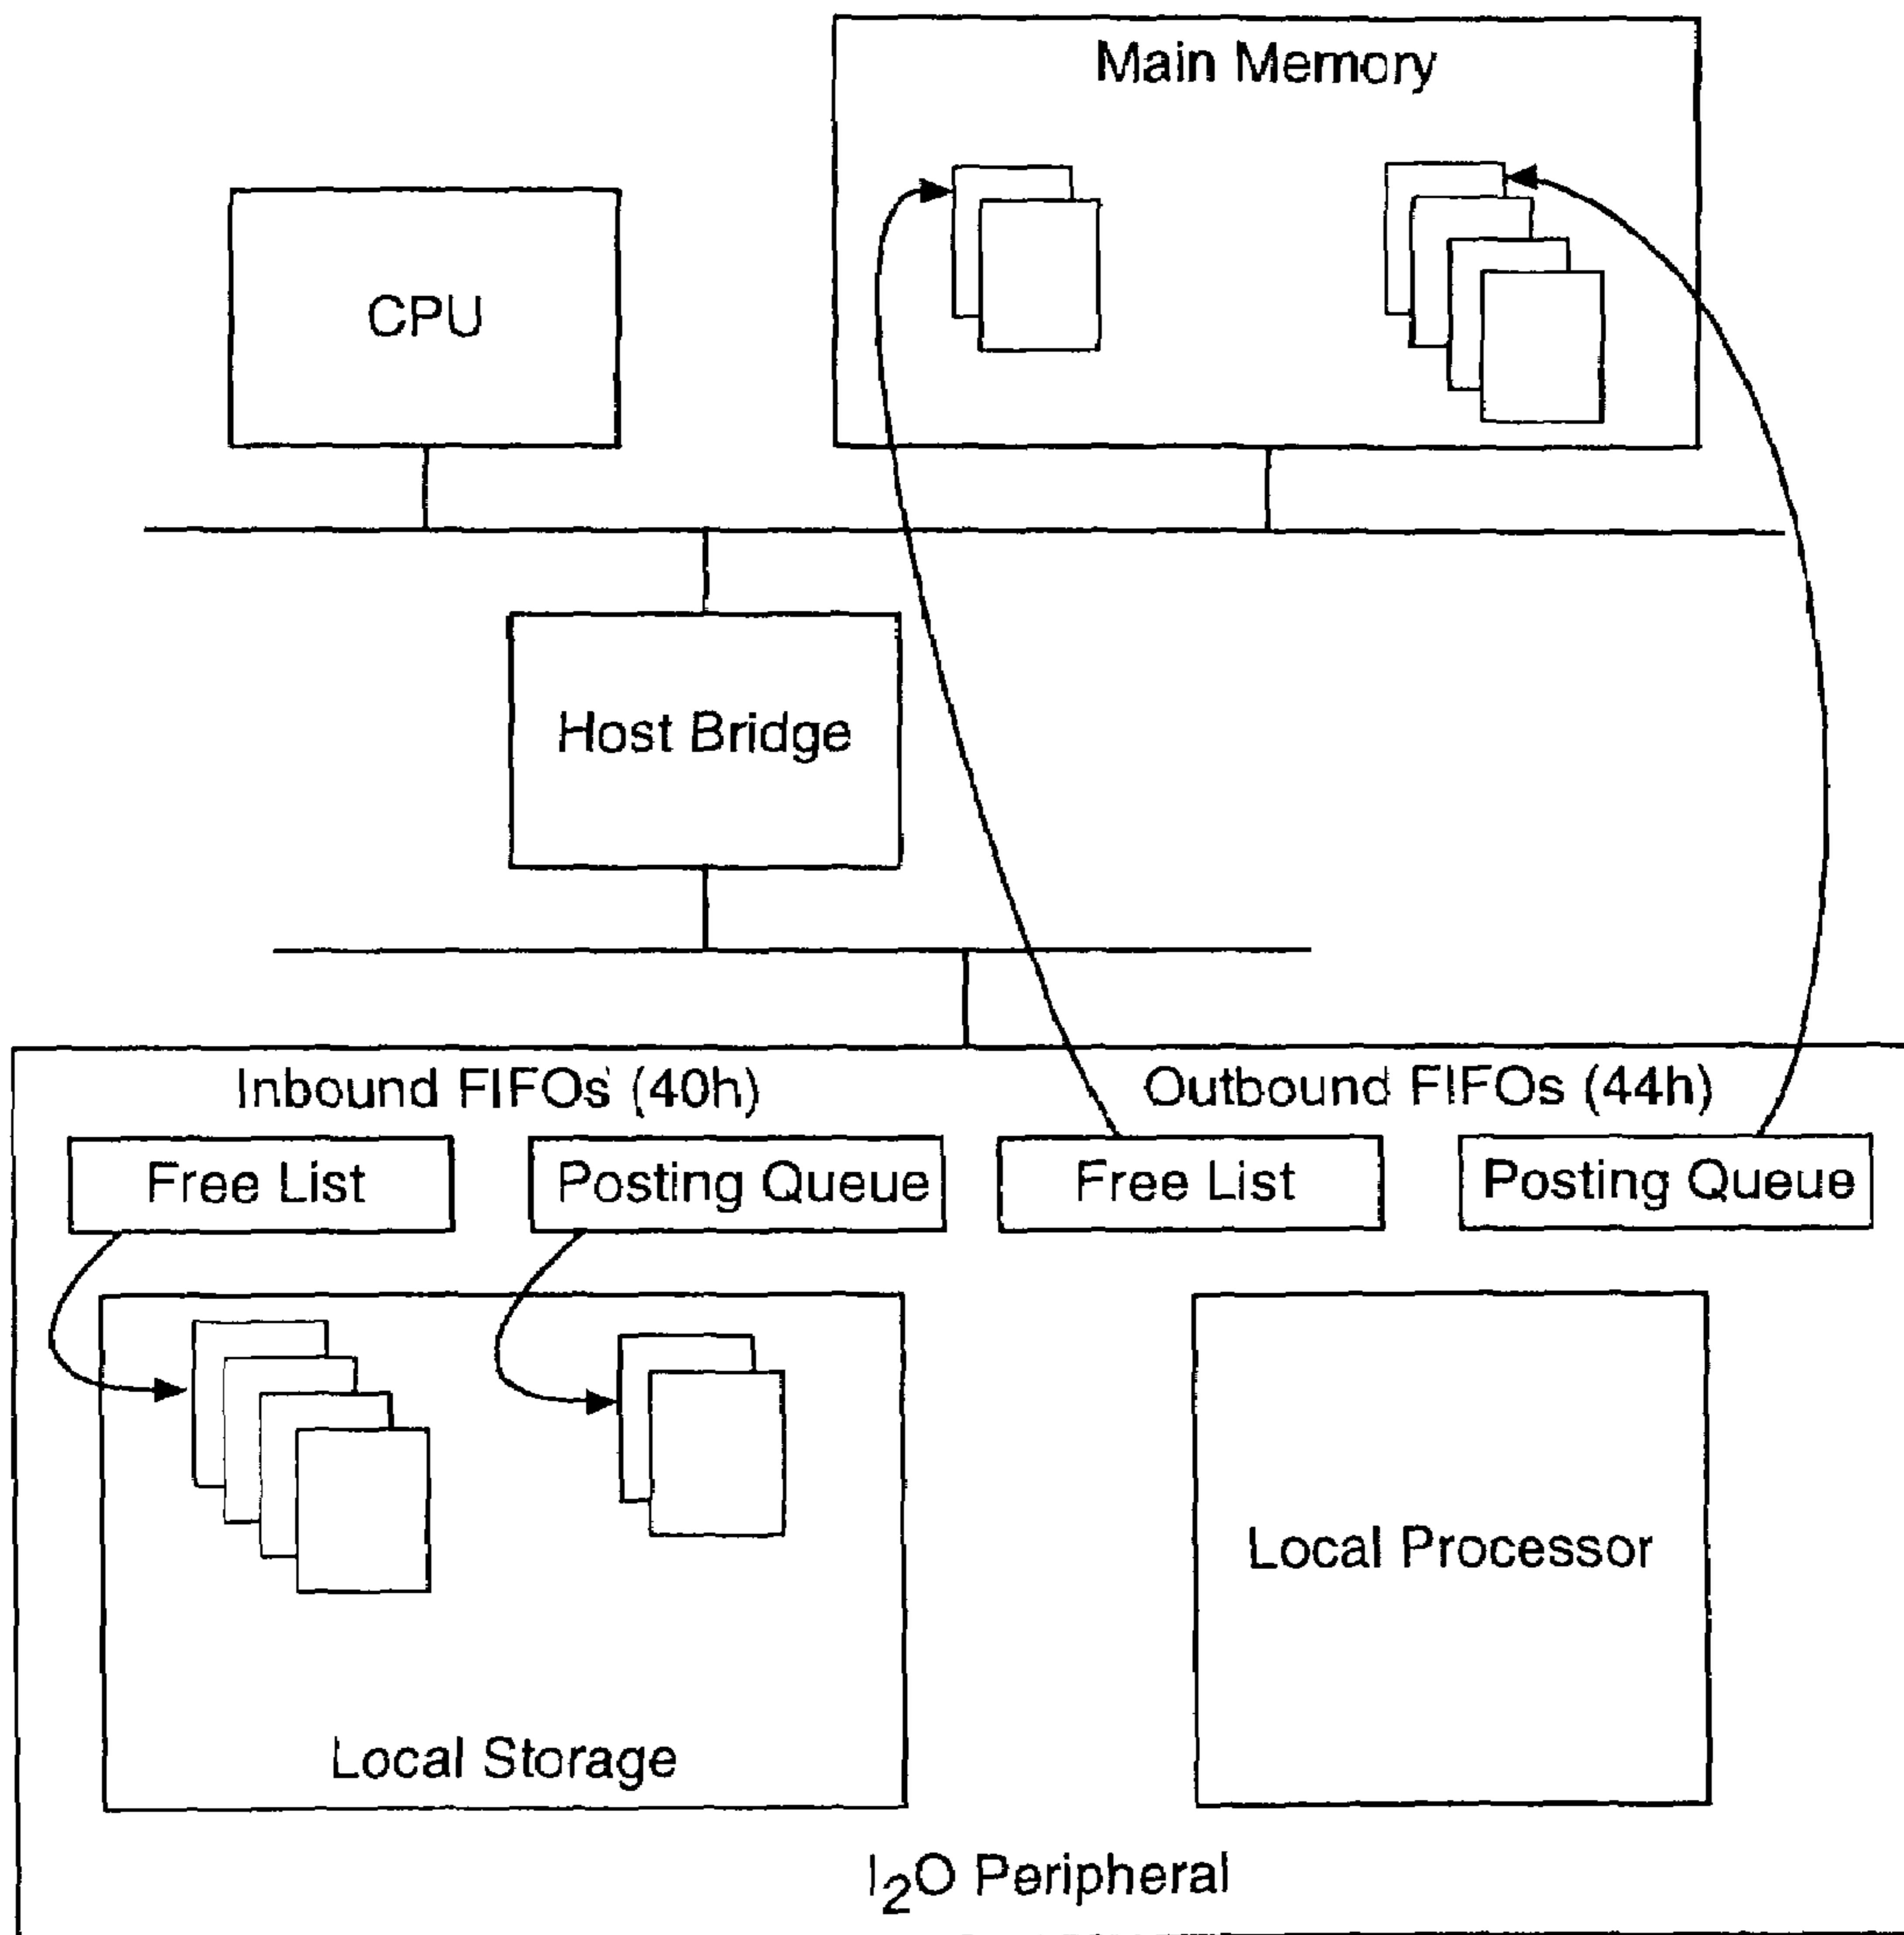 Main Memory
CPU
Host Bridge
Inbound FIFOs (40h)
Outbound FIFOs (44h)
Free List
Posting Queue
Free List
Posting Queue
Local Processor
Local Storage
I₂O Peripheral